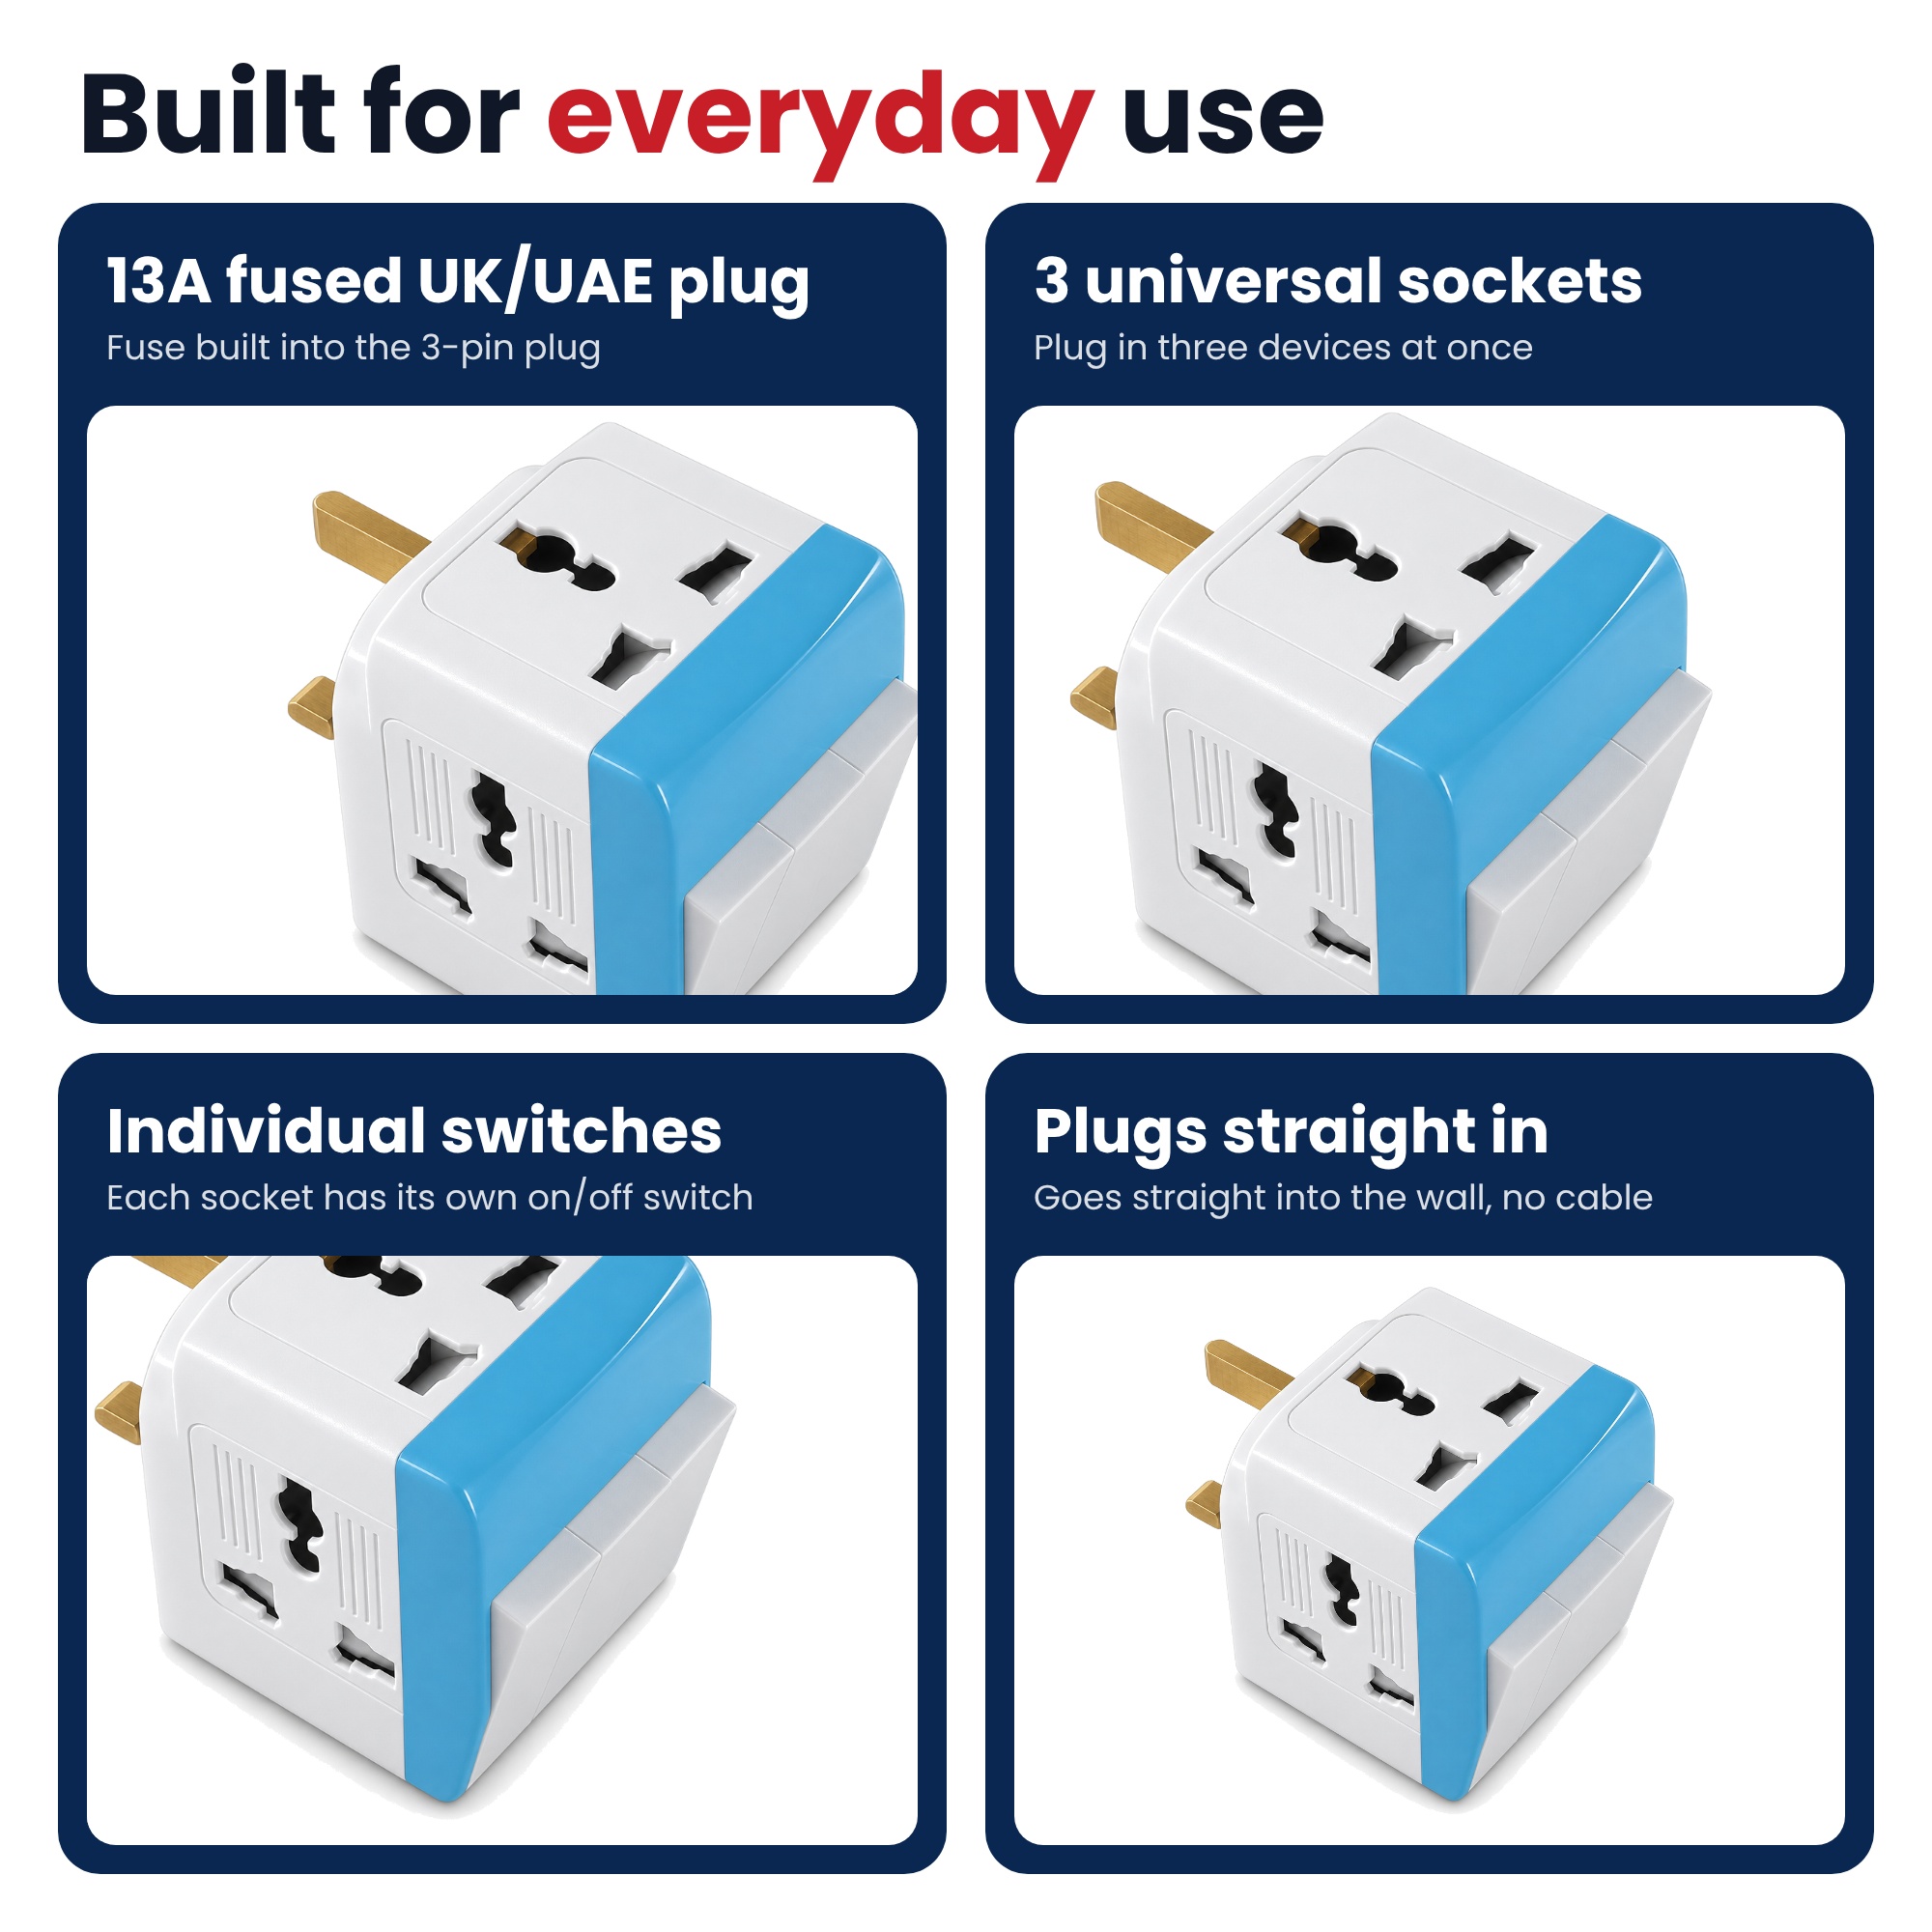 Built for everyday use
13A fused UK/UAE plug
Fuse built into the 3-pin plug
3 universal sockets
Plug in three devices at once
Individual switches
Each socket has its own on/off switch
Plugs straight in
Goes straight into the wall, no cable